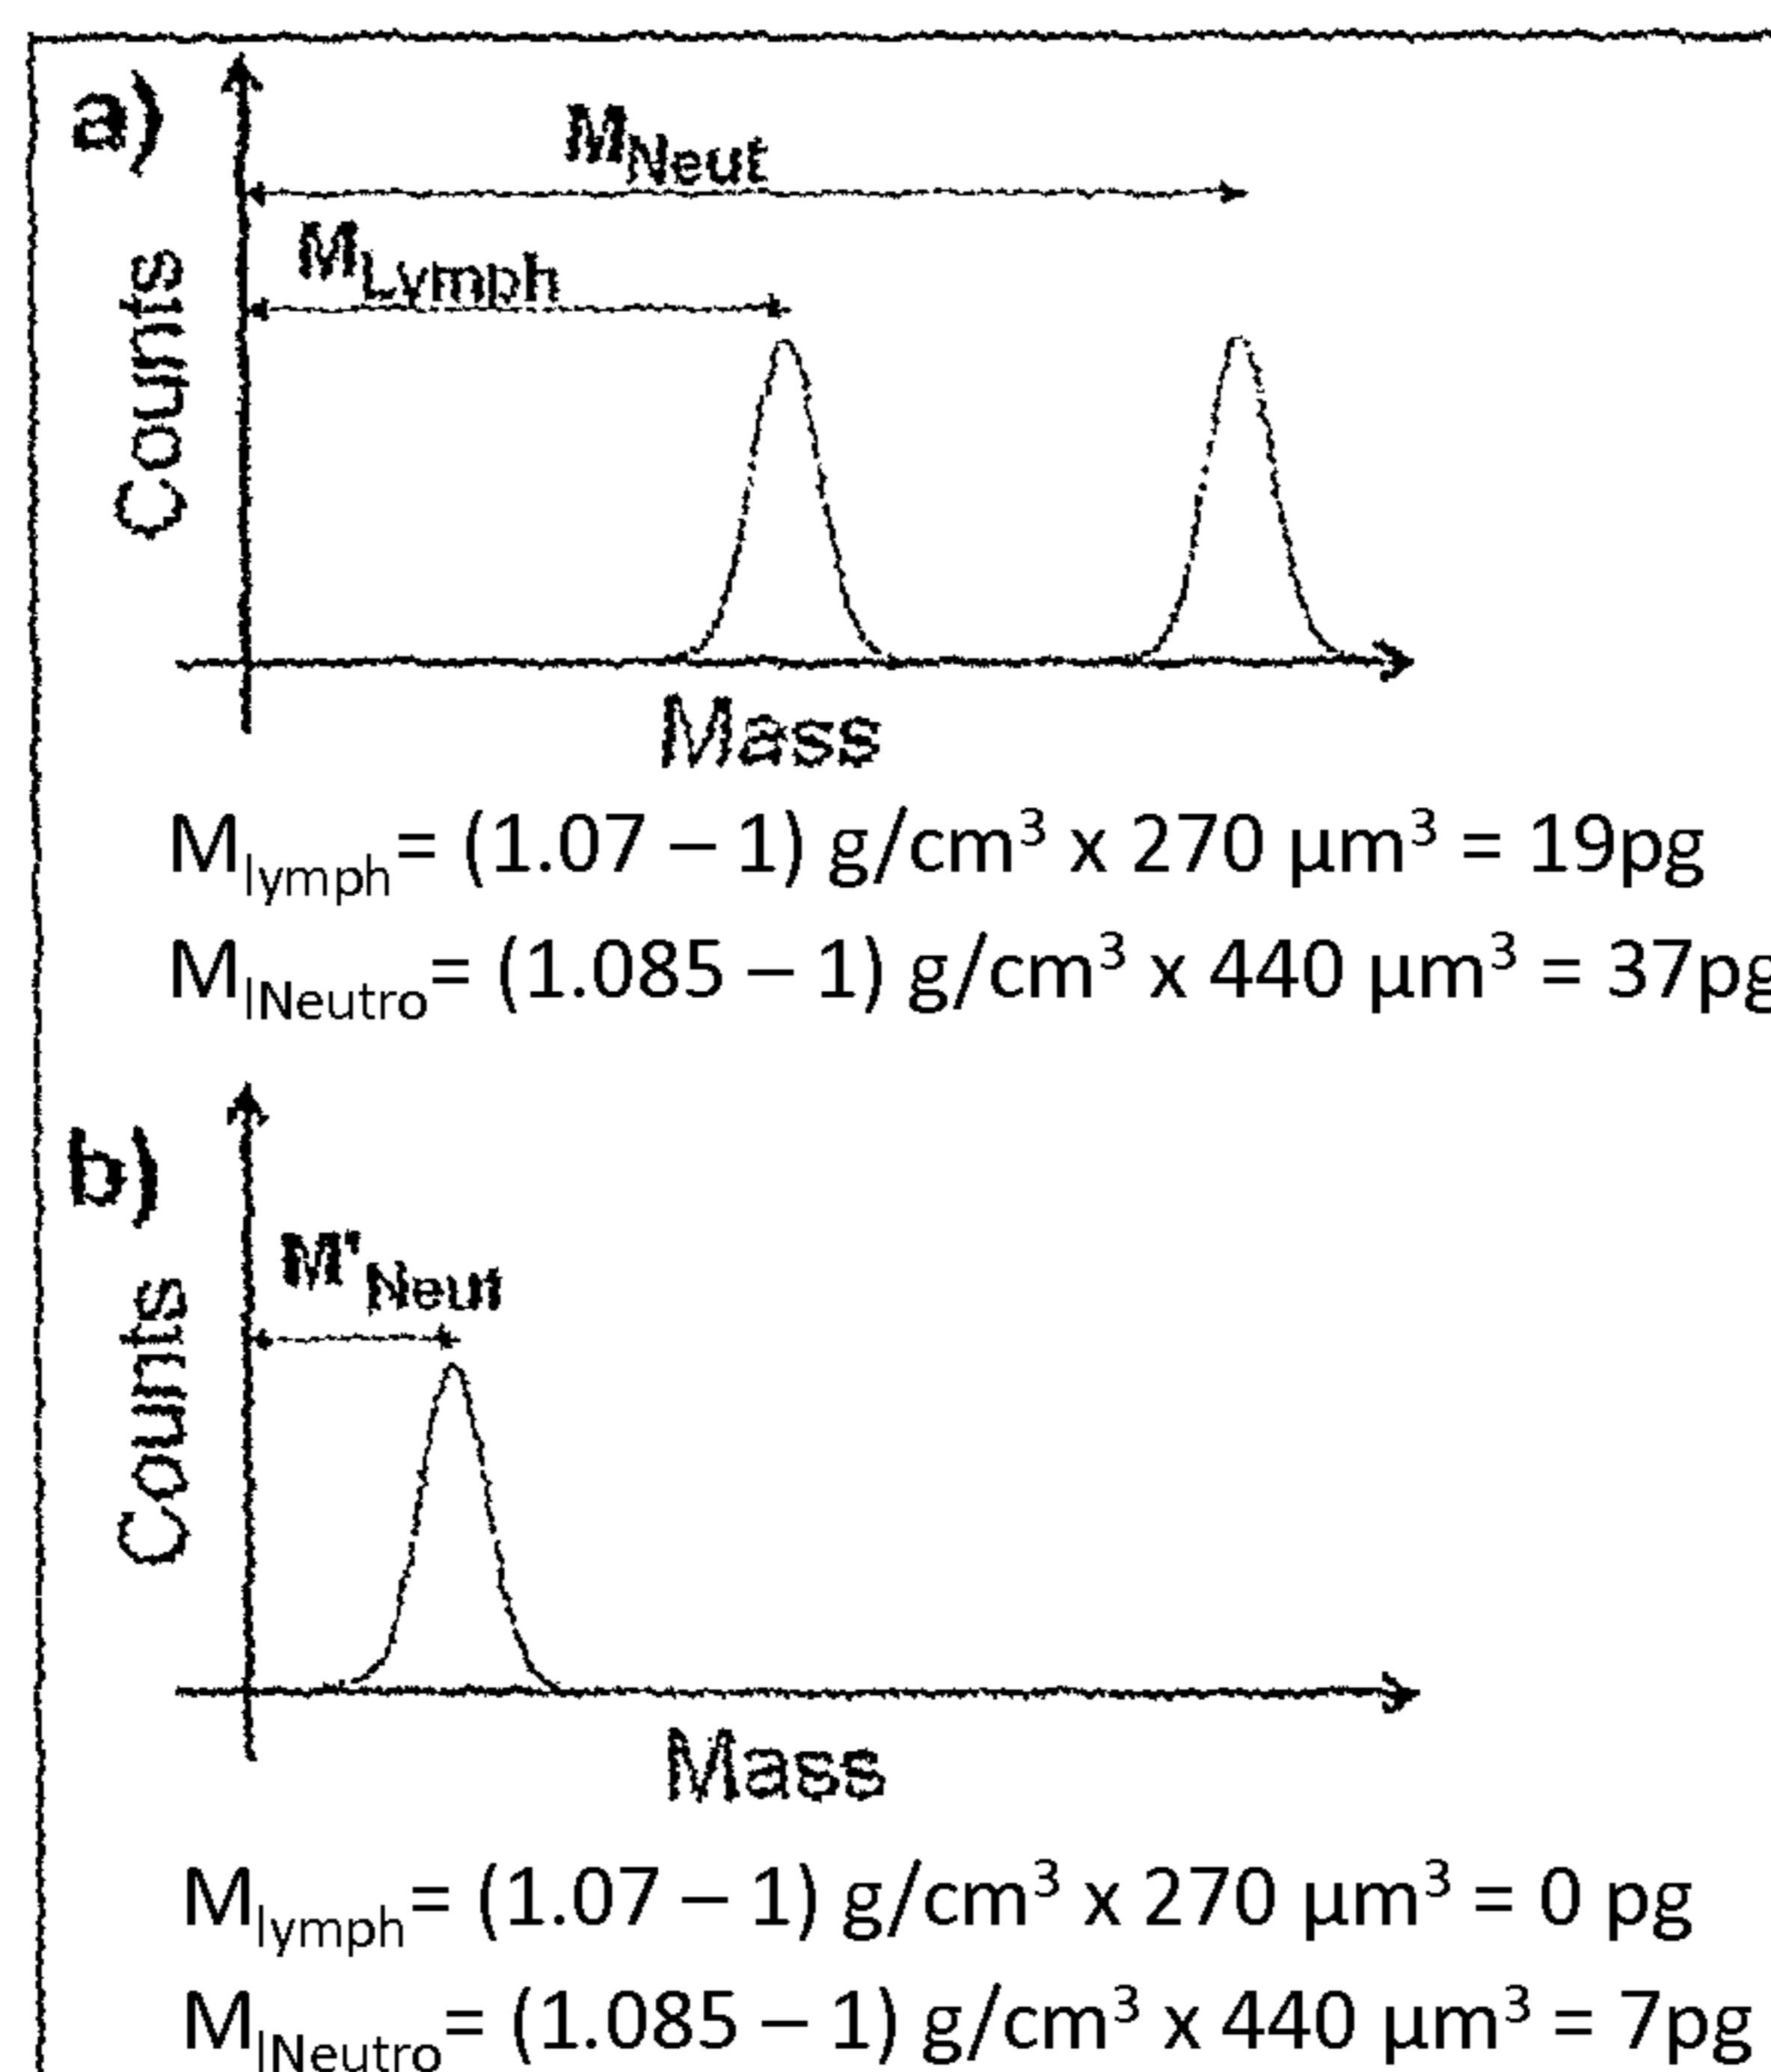 a)
M_Neut
M_Lymph
Counts
Mass
M_lymph = (1.07 – 1) g/cm³ x 270 μm³ = 19pg
M_lNeutro = (1.085 – 1) g/cm³ x 440 μm³ = 37pg
b)
M'_Neut
Counts
Mass
M_lymph = (1.07 – 1) g/cm³ x 270 μm³ = 0 pg
M_lNeutro = (1.085 – 1) g/cm³ x 440 μm³ = 7pg